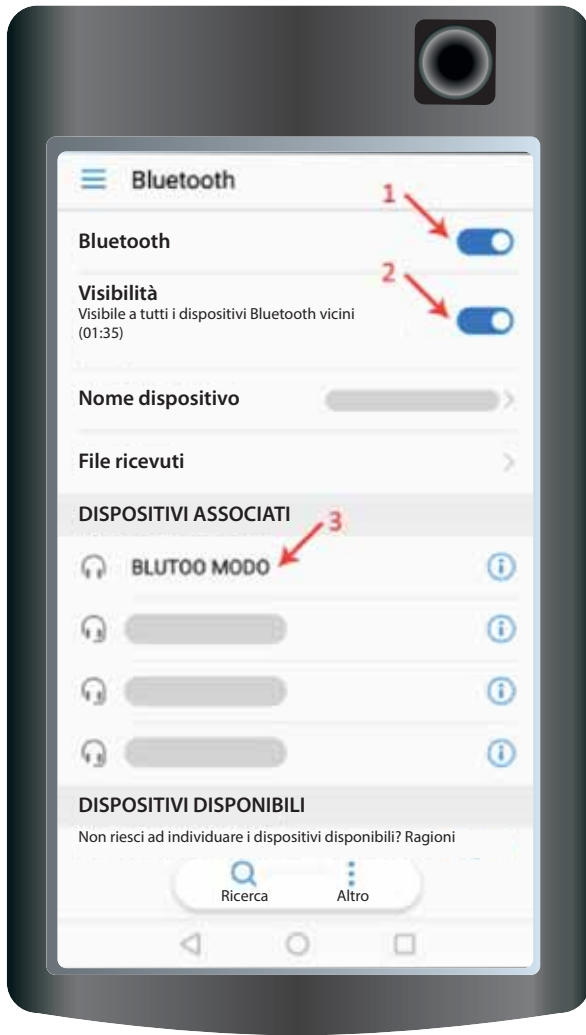 Bluetooth
1
Bluetooth
2
Visibilità
Visibile a tutti i dispositivi Bluetooth vicini
(01:35)
Nome dispositivo
File ricevuti
DISPOSITIVI ASSOCIATI
3
BLUTOO MODO
DISPOSITIVI DISPONIBILI
Non riesci ad individuare i dispositivi disponibili? Ragioni
Ricerca Altro